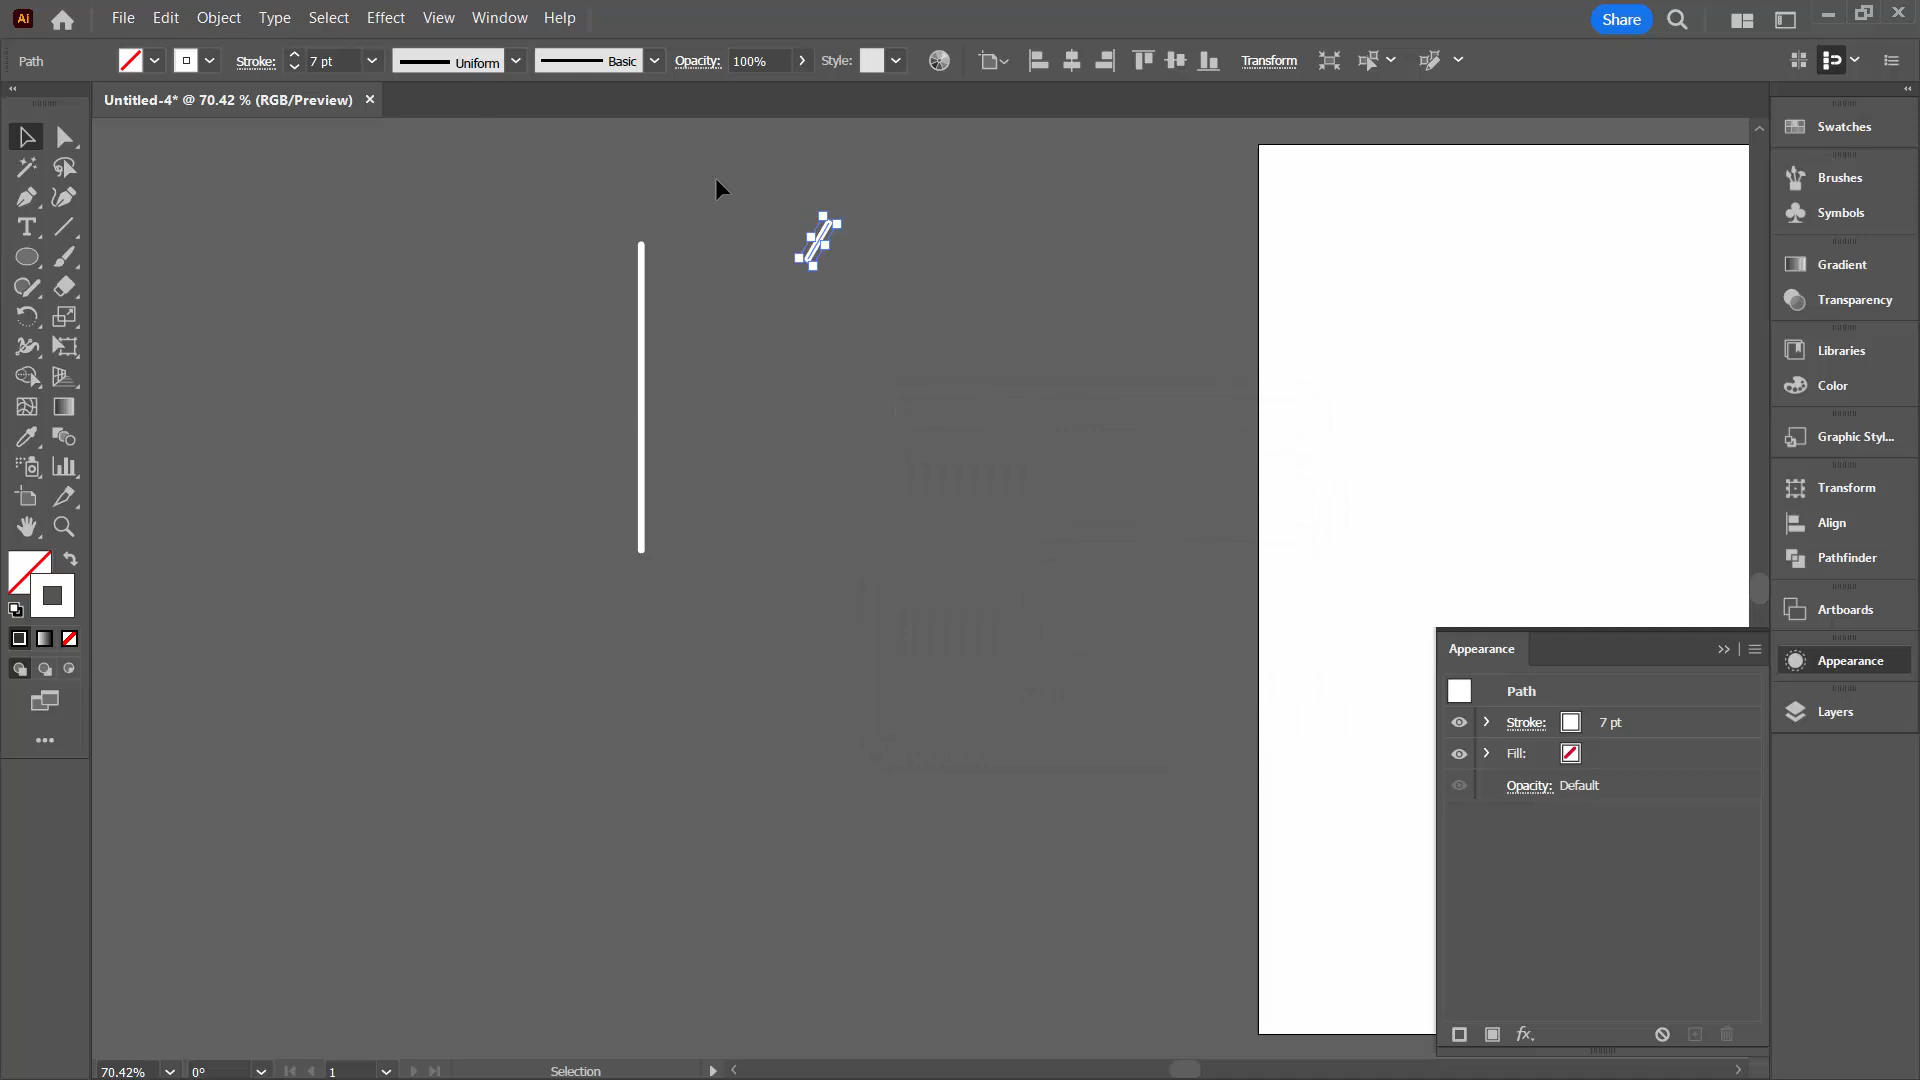 Ai File Edit Object Type Select Effect View Window Help Share
Path Stroke: 7 pt Uniform Basic Opacity: 100% Style: Transform
Untitled-4* @ 70.42 % (RGB/Preview)
Swatches
Brushes
Symbols
Gradient
Transparency
Libraries
Color
Graphic Styl...
Transform
Align
Pathfinder
Artboards
Appearance
Layers
Appearance
Path
Stroke: 7 pt
Fill:
Opacity: Default
fx
70.42% 0° 1 Selection